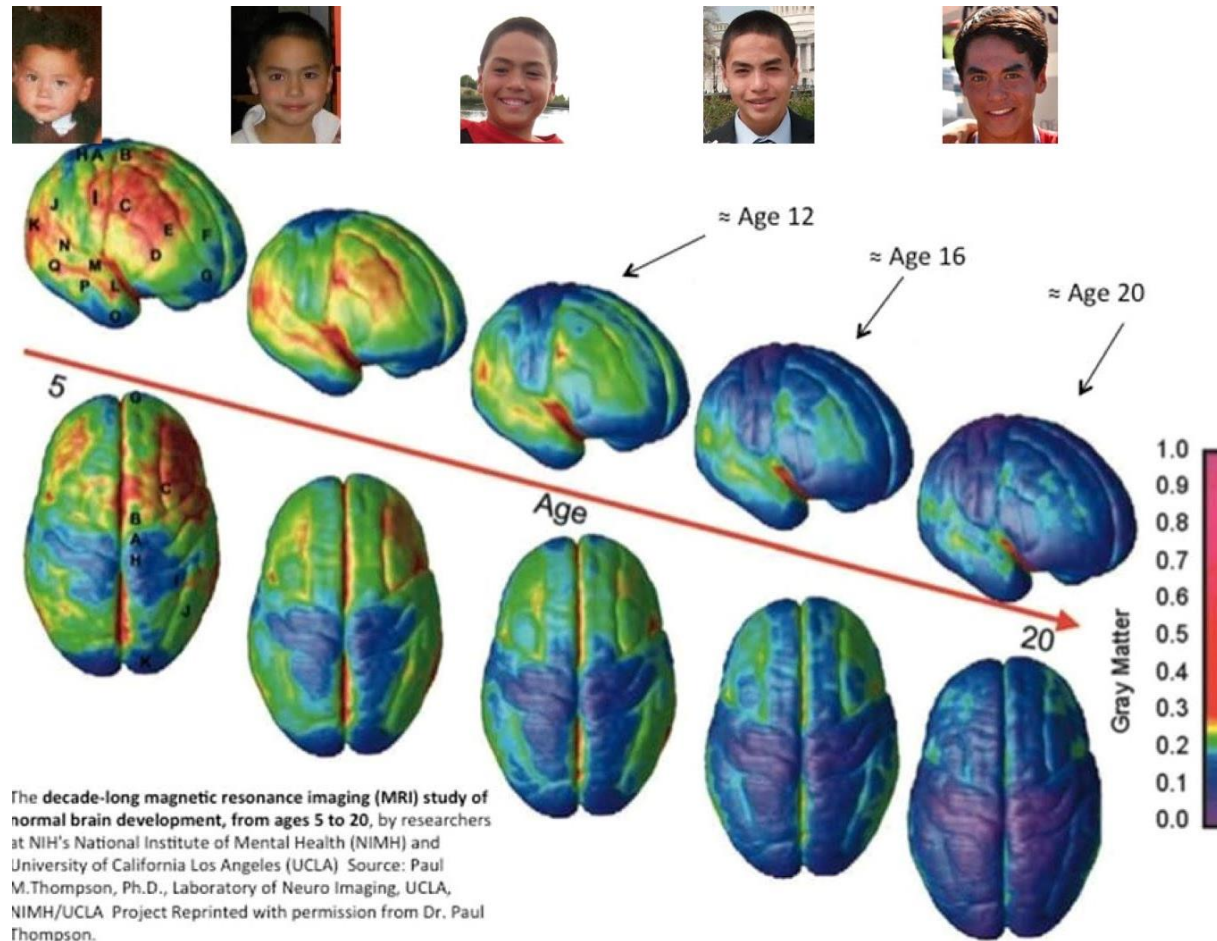 H A B
I
J C
K E F
N D
Q M G
P L
O
≈ Age 12
≈ Age 16
≈ Age 20
5
Age
20
G
C
B
A
H
I
J
K
1.0
0.9
0.8
0.7
0.6
0.5
0.4
0.3
0.2
0.1
0.0
Gray Matter
The decade-long magnetic resonance imaging (MRI) study of
normal brain development, from ages 5 to 20, by researchers
at NIH's National Institute of Mental Health (NIMH) and
University of California Los Angeles (UCLA) Source: Paul
M.Thompson, Ph.D., Laboratory of Neuro Imaging, UCLA,
NIMH/UCLA Project Reprinted with permission from Dr. Paul
Thompson.